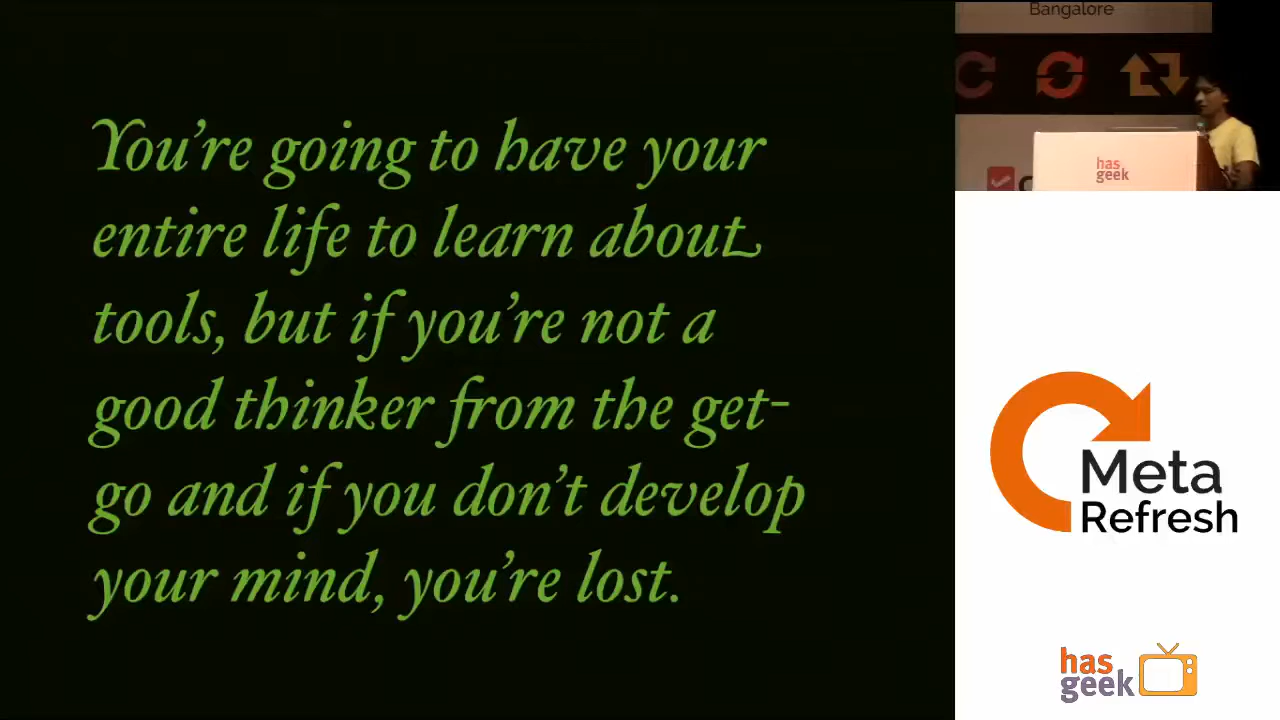 You’re going to have your
entire life to learn about
tools, but if you’re not a
good thinker from the get-
go and if you don’t develop
your mind, you’re lost.
Bangalore
has
geek
Meta
Refresh
has
geek